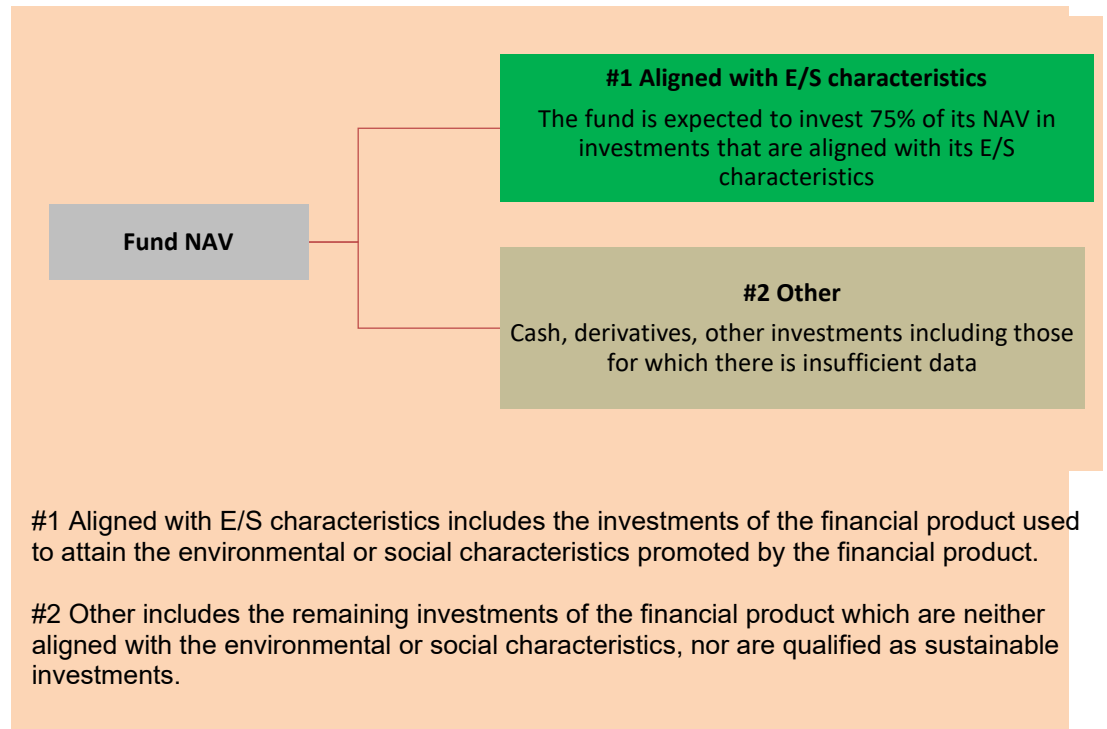 #1 Aligned with E/S characteristics
The fund is expected to invest 75% of its NAV in
investments that are aligned with its E/S
characteristics
Fund NAV
#2 Other
Cash, derivatives, other investments including those
for which there is insufficient data
#1 Aligned with E/S characteristics includes the investments of the financial product used
to attain the environmental or social characteristics promoted by the financial product.
#2 Other includes the remaining investments of the financial product which are neither
aligned with the environmental or social characteristics, nor are qualified as sustainable
investments.